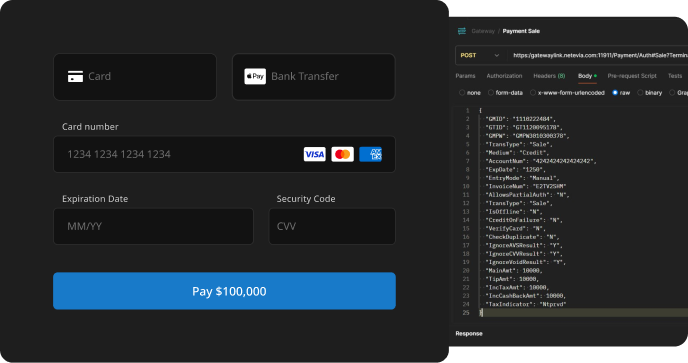 Card
Pay Bank Transfer
Card number
1234 1234 1234 1234
VISA
AMEX
Expiration Date
Security Code
MM/YY
CVV
Pay $100,000
Gateway / Payment Sale
POST
https://gatewaylink.netevia.com:11911/Payment/AuthSale?Termin
Params Authorization Headers (8) Body Pre-request Script Tests
none form-data x-www-form-urlencoded raw binary Grap
1 {
2 "GMID": "1110222484",
3 "GTID": "GT1120095178",
4 "GMPW": "GMPW3010300378",
5 "TransType": "Sale",
6 "Medium": "Credit",
7 "AccountNum": "4242424242424242",
8 "ExpDate": "1250",
9 "EntryMode": "Manual",
10 "InvoiceNum": "E2TV2SHM"
11 "AllowsPartialAuth": "N",
12 "TransType": "Sale",
13 "IsOffline": "N",
14 "CreditOnFailure": "N",
15 "VerifyCard": "N",
16 "CheckDuplicate": "N",
17 "IgnoreAVSResult": "Y",
18 "IgnoreCVVResult": "Y",
19 "IgnoreVoidResult": "Y",
20 "MainAmt": 10000,
21 "TipAmt": 10000,
22 "IncTaxAmt": 10000,
23 "IncCashBackAmt": 10000,
24 "TaxIndicator": "Ntprvd"
25
Response